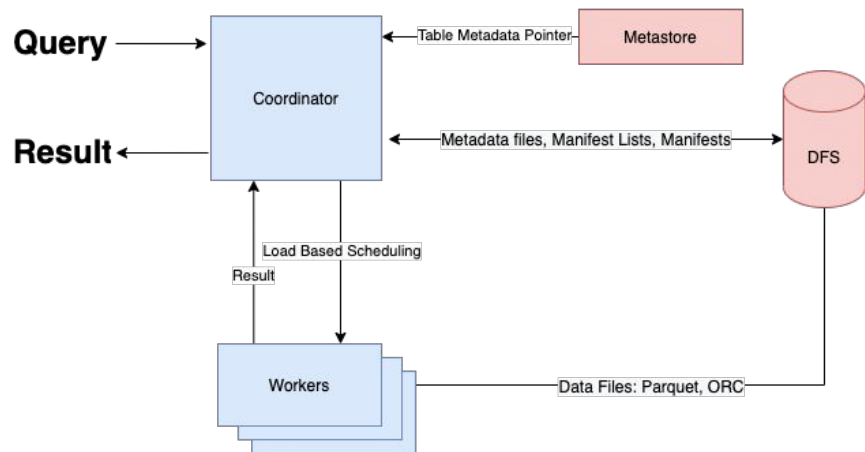 Query
Table Metadata Pointer
Metastore
Coordinator
Metadata files, Manifest Lists, Manifests
Result
DFS
Load Based Scheduling
Result
Workers
Data Files: Parquet, ORC